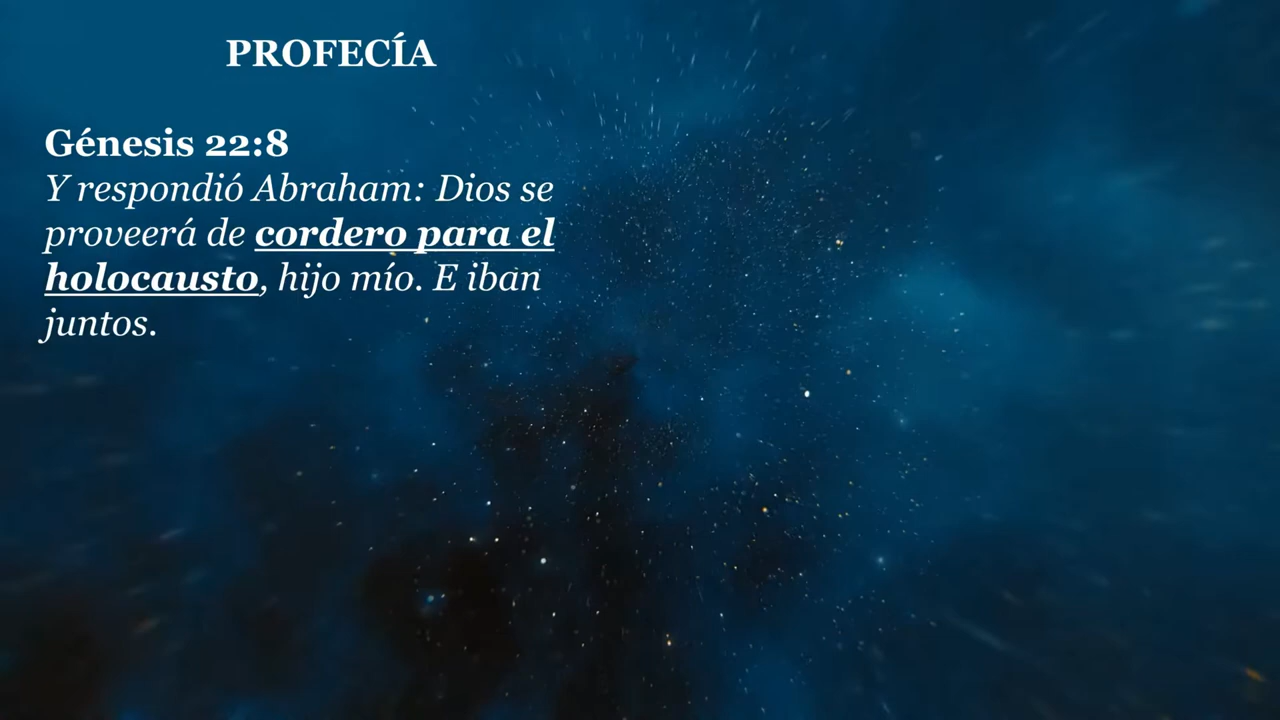 PROFECÍA
Génesis 22:8
Y respondió Abraham: Dios se
proveerá de cordero para el
holocausto, hijo mío. E iban
juntos.